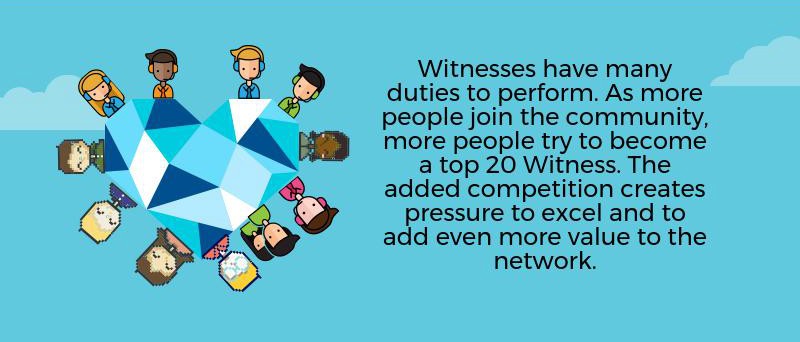 Witnesses have many
duties to perform. As more
people join the community,
more people try to become
a top 20 Witness. The
added competition creates
pressure to excel and to
add even more value to the
network.